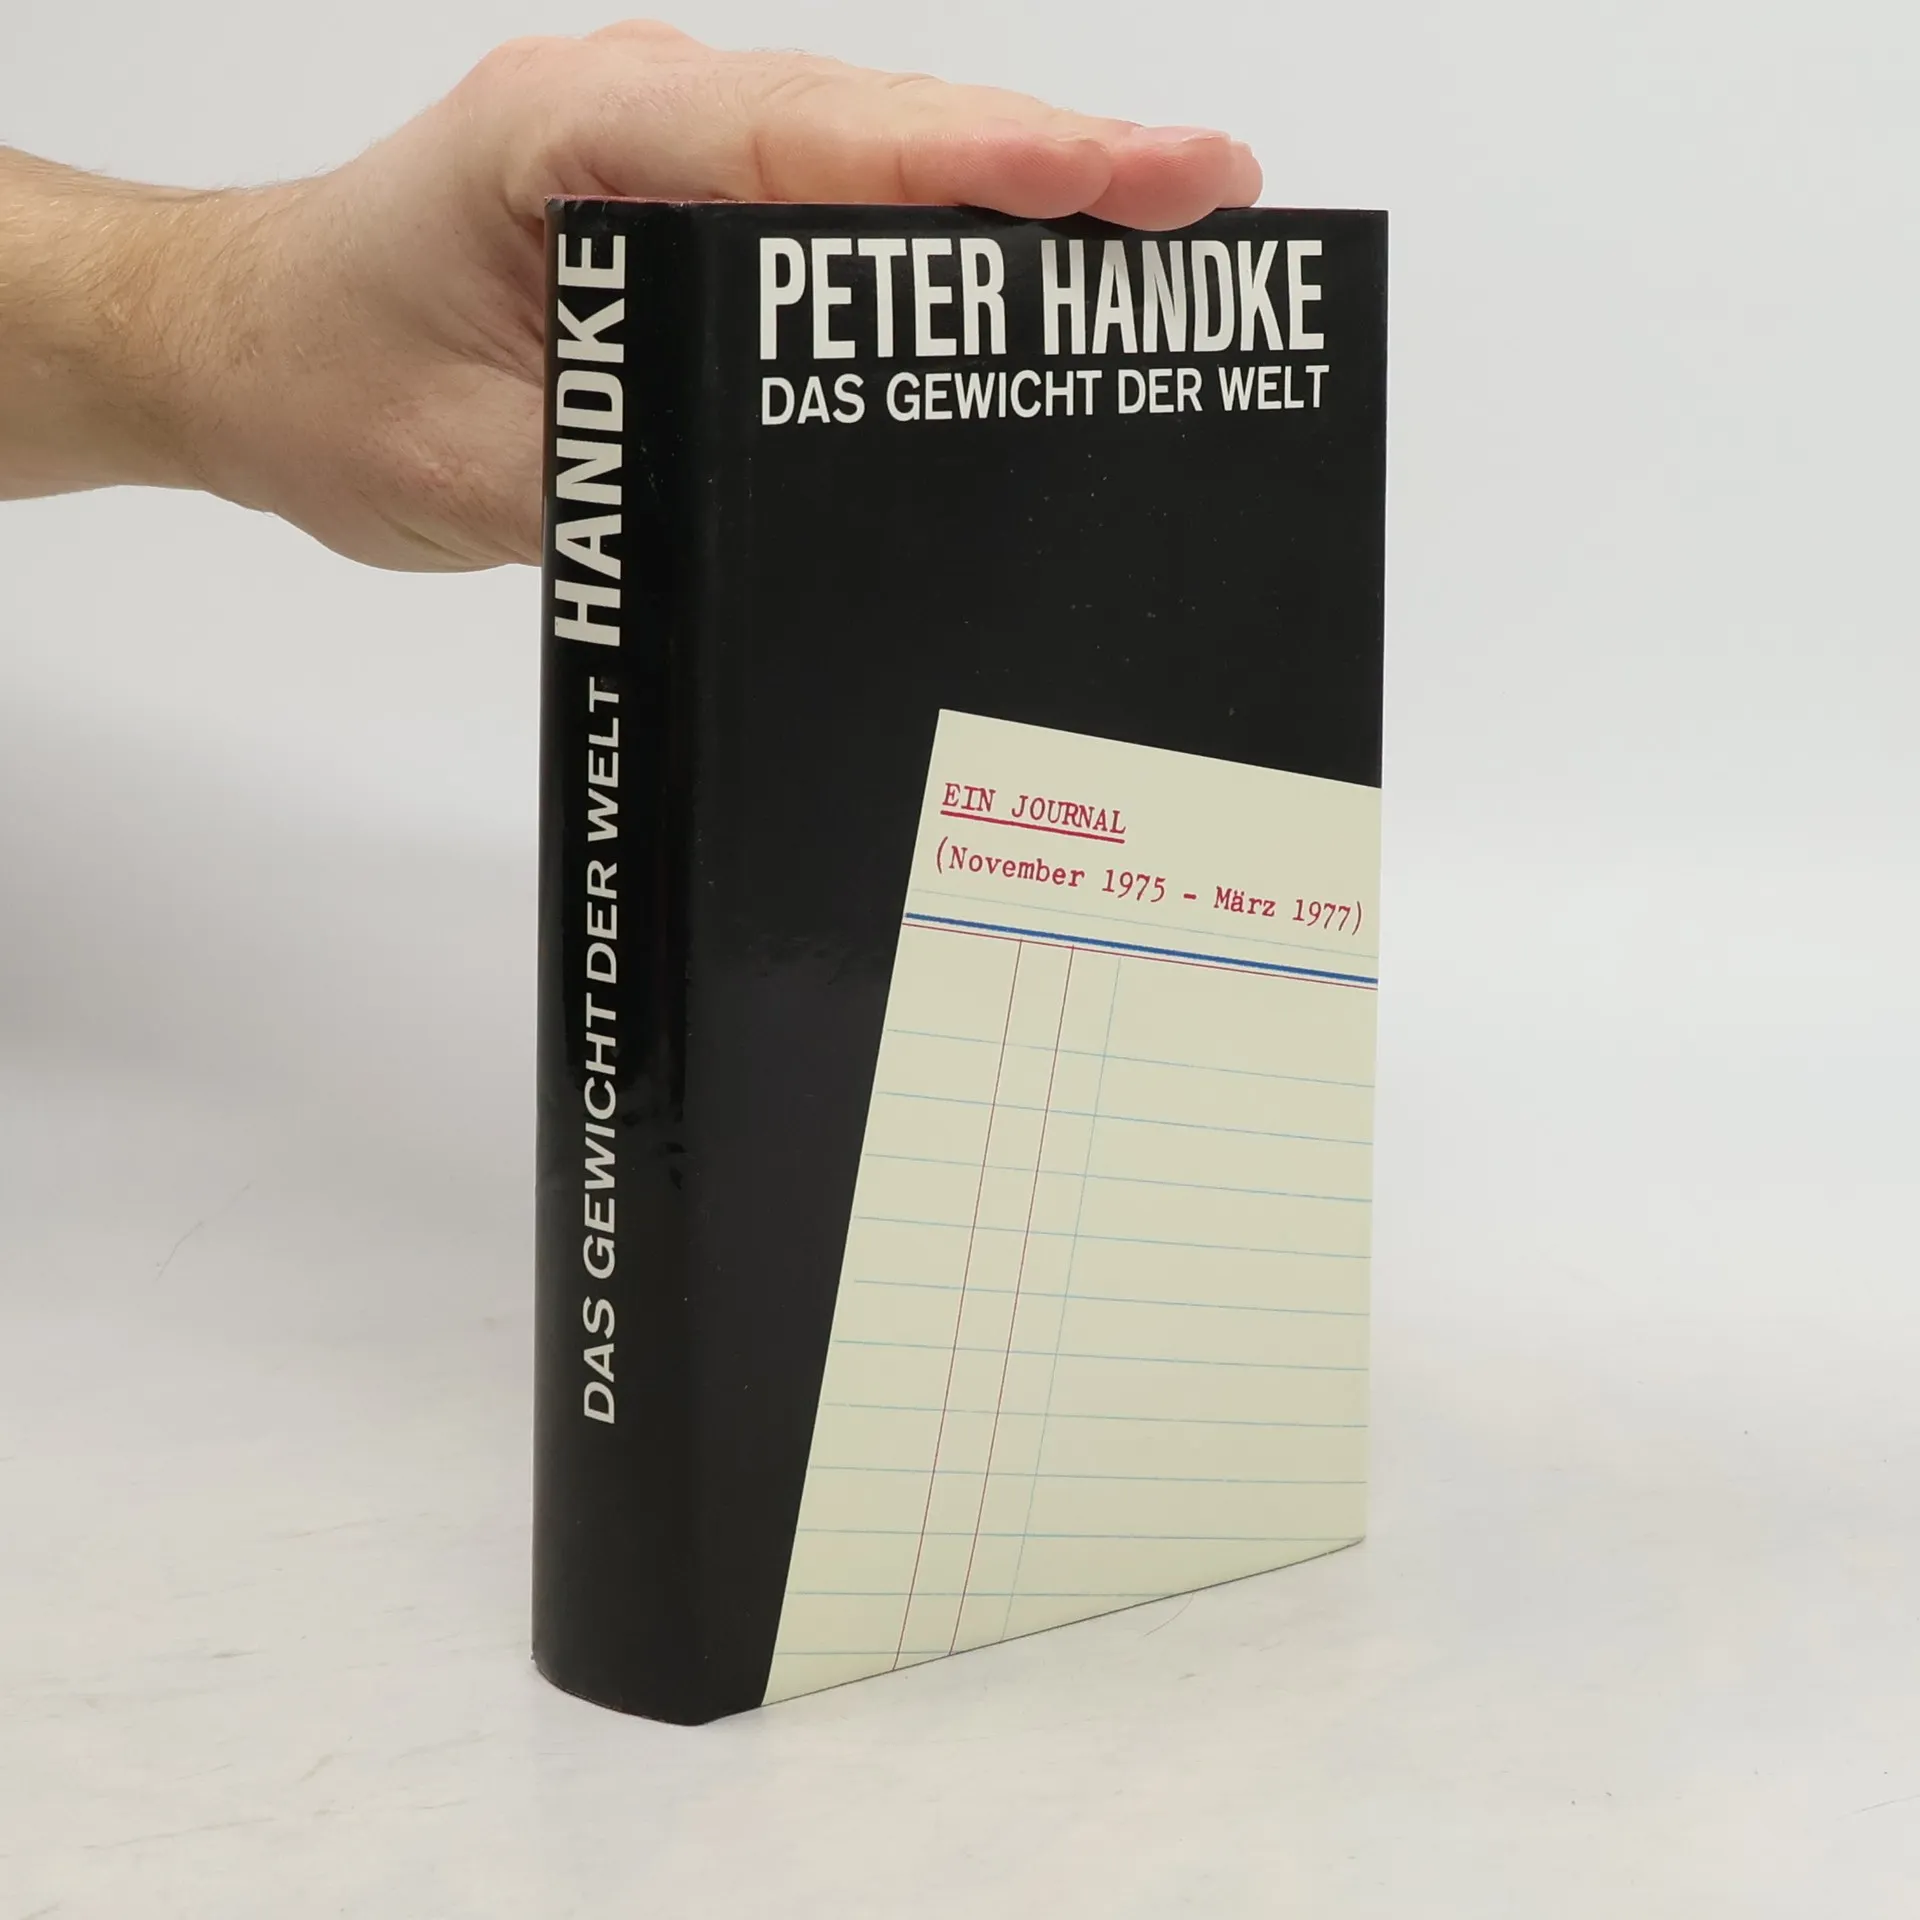 HANDKE
DAS GEWICHT DER WELT
PETER HANDKE
DAS GEWICHT DER WELT
EIN JOURNAL
(November 1975 - März 1977)